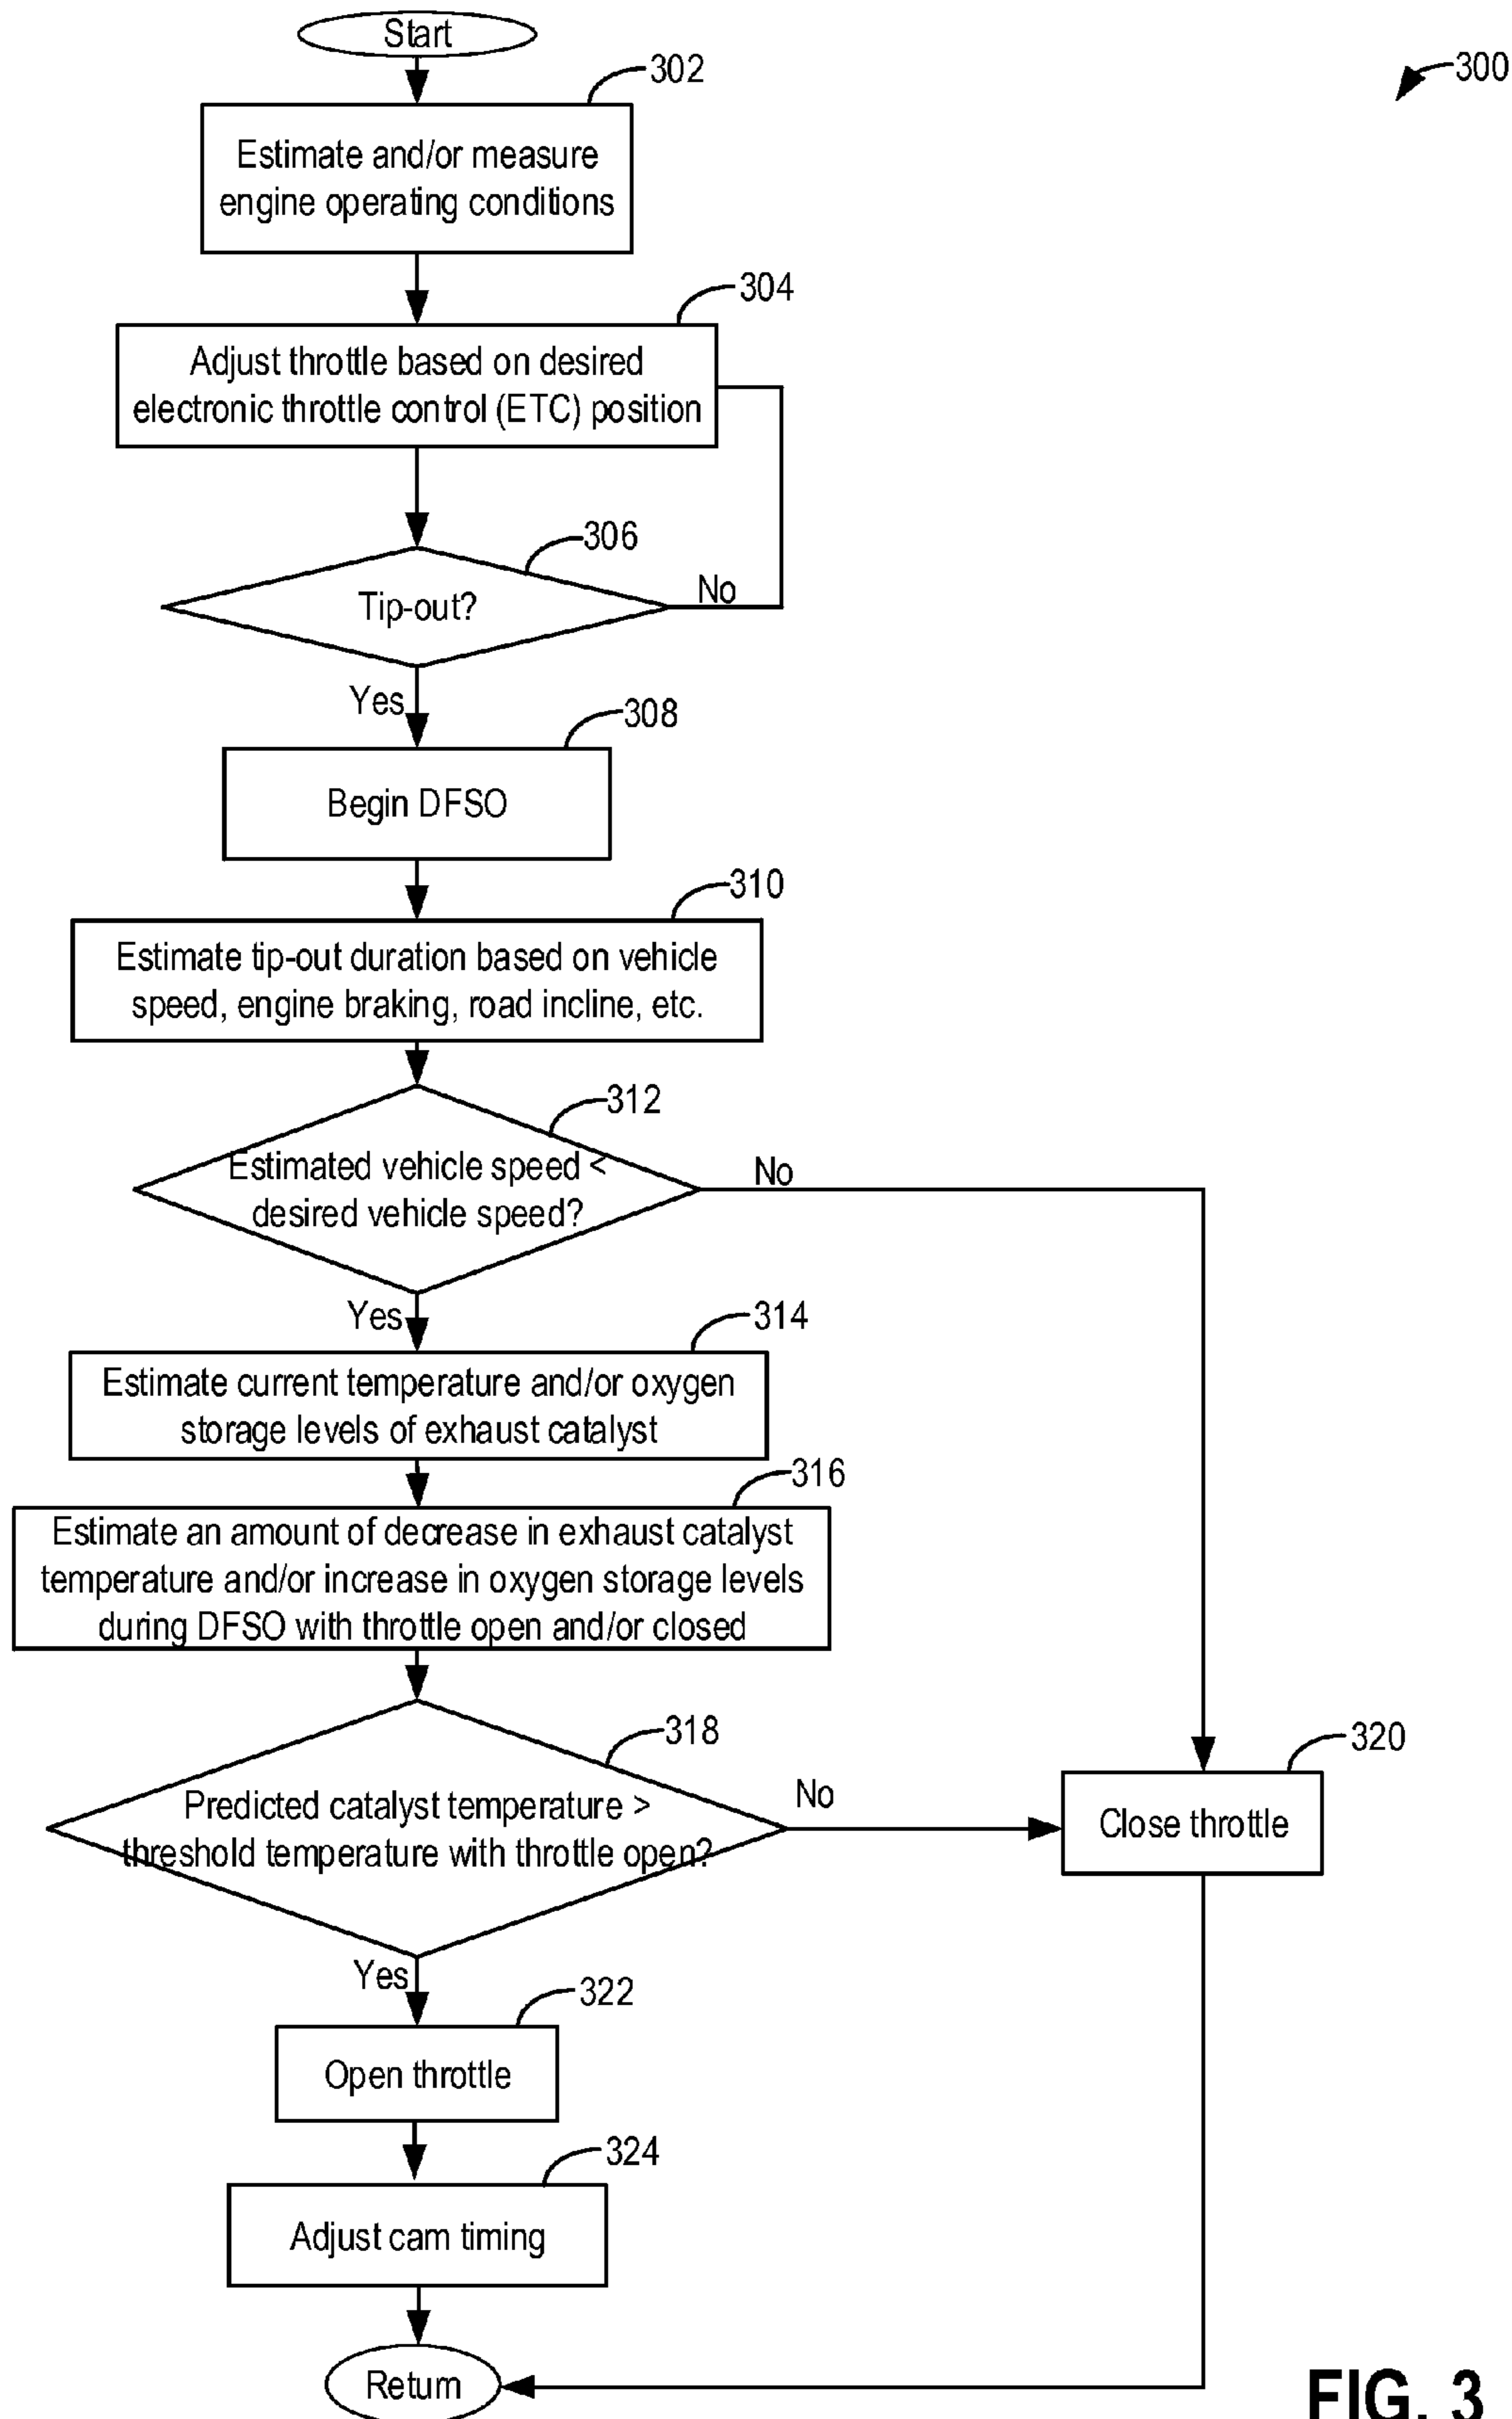 Start
300
302
Estimate and/or measure
engine operating conditions
304
Adjust throttle based on desired
electronic throttle control (ETC) position
306
Tip-out?
No
Yes
308
Begin DFSO
310
Estimate tip-out duration based on vehicle
speed, engine braking, road incline, etc.
312
Estimated vehicle speed <
desired vehicle speed?
No
Yes
314
Estimate current temperature and/or oxygen
storage levels of exhaust catalyst
316
Estimate an amount of decrease in exhaust catalyst
temperature and/or increase in oxygen storage levels
during DFSO with throttle open and/or closed
318
Predicted catalyst temperature >
threshold temperature with throttle open?
No
320
Close throttle
Yes
322
Open throttle
324
Adjust cam timing
Return
FIG. 3